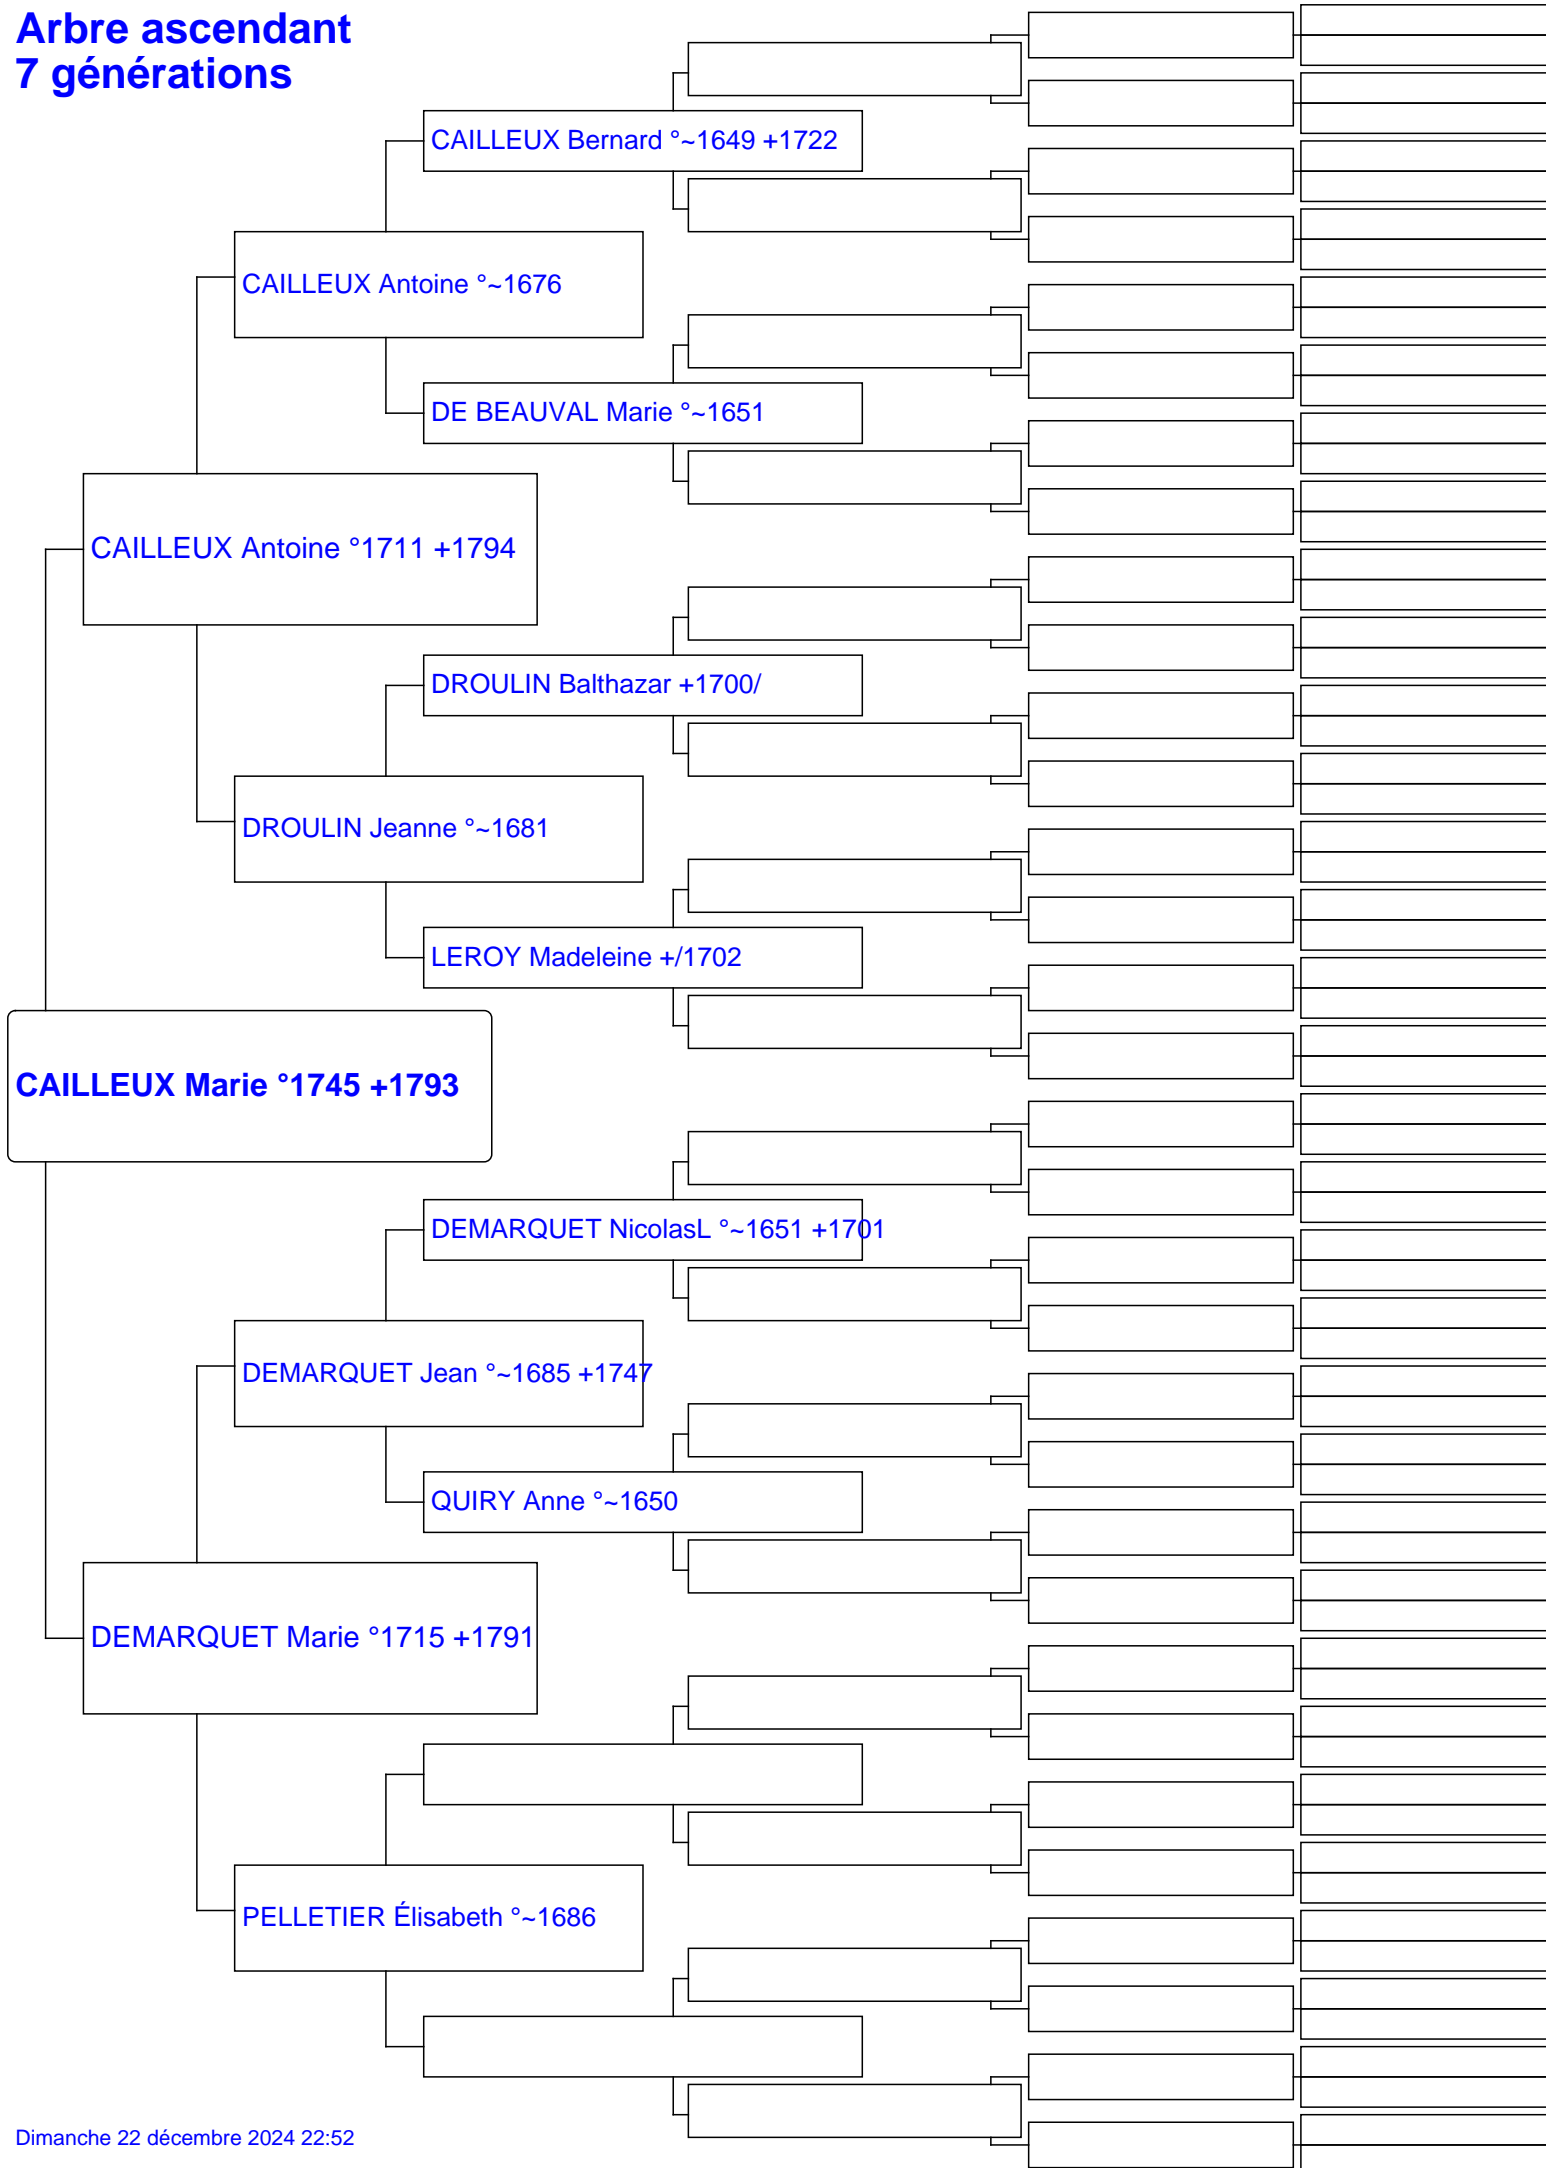 Arbre ascendant
7 générations
CAILLEUX Bernard °~1649 +1722
CAILLEUX Antoine °~1676
DE BEAUVAL Marie °~1651
CAILLEUX Antoine °1711 +1794
DROULIN Balthazar +1700/
DROULIN Jeanne °~1681
LEROY Madeleine +/1702
CAILLEUX Marie °1745 +1793
DEMARQUET NicolasL °~1651 +1701
DEMARQUET Jean °~1685 +1747
QUIRY Anne °~1650
DEMARQUET Marie °1715 +1791
PELLETIER Élisabeth °~1686
Dimanche 22 décembre 2024 22:52